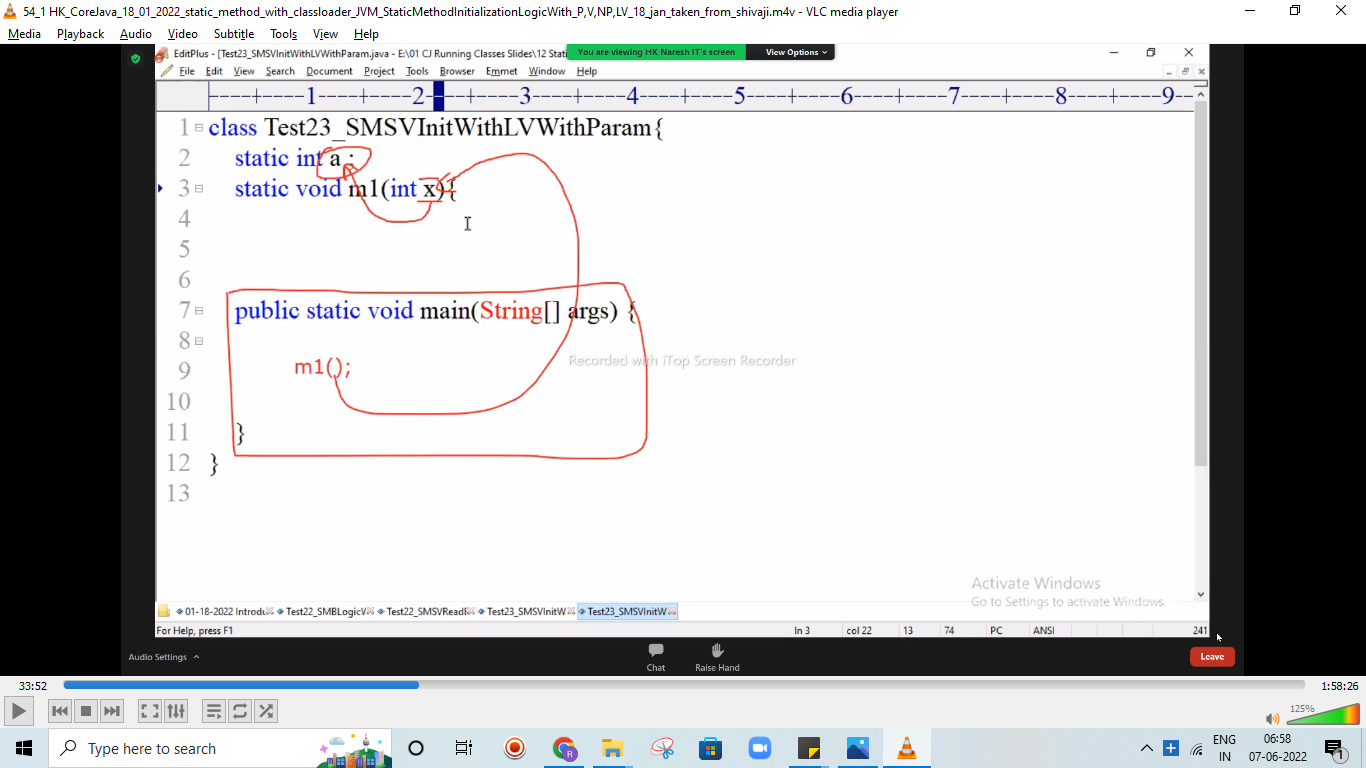 54_1 HK_CoreJava_18_01_2022_static_method_with_classloader_JVM_StaticMethodInitializationLogicWith_P,V,NP,LV_18_jan_taken_from_shivaji.m4v - VLC media player
Media Playback Audio Video Subtitle Tools View Help
EditPlus - [Test23_SMSVInitWithLVWithParam.java - E:\01 CJ Running Classes Slides\12 Stati
You are viewing HK Naresh IT's screen View Options
File Edit View Search Document Project Tools Browser Emmet Window Help
----+----1----+----2----+----3----+----4----+----5----+----6----+----7----+----8----+----9--
1 class Test23_SMSVInitWithLVWithParam{
2 static int a ;
3 static void m1(int x){
4
5
6
7 public static void main(String[] args) {
8
Recorded with iTop Screen Recorder
9 m1();
10
11 }
12 }
13
Activate Windows
Go to Settings to activate Windows.
01-18-2022 Introdu Test22_SMBLogicV Test22_SMSVReadI Test23_SMSVInitW Test23_SMSVInitW
For Help, press F1 ln 3 col 22 13 74 PC ANSI 241
Audio Settings Chat Raise Hand Leave
33:52 1:58:26
125%
Type here to search
ENG 06:58
IN 07-06-2022
1